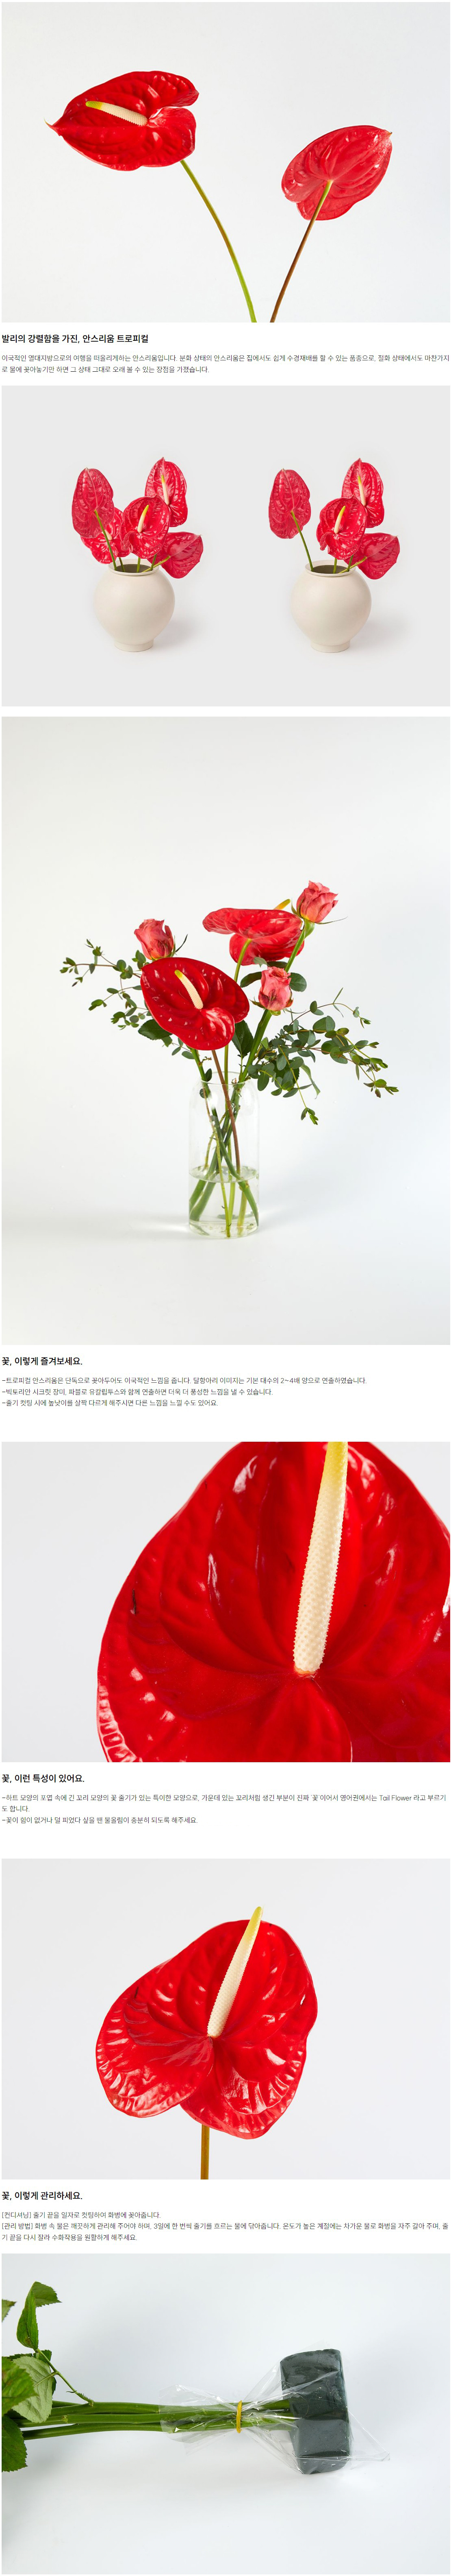 발리의 강렬함을 가진, 안스리움 트로피컬
이국적인 열대지방으로의 여행을 떠올리게하는 안스리움입니다. 분화 상태의 안스리움은 집에서도 쉽게 수경재배를 할 수 있는 품종으로, 절화 상태에서도 마찬가지
로 물에 꽂아놓기만 하면 그 상태 그대로 오래 볼 수 있는 장점을 가졌습니다.
꽃, 이렇게 즐겨보세요.
-트로피컬 안스리움은 단독으로 꽂아두어도 이국적인 느낌을 줍니다. 달항아리 이미지는 기본 대수의 2~4배 양으로 연출하였습니다.
-빅토리안 시크릿 장미, 파블로 유칼립투스와 함께 연출하면 더욱 더 풍성한 느낌을 낼 수 있습니다.
-줄기 컷팅 시에 높낮이를 살짝 다르게 해주시면 다른 느낌을 느낄 수도 있어요.
꽃, 이런 특성이 있어요.
-하트 모양의 포엽 속에 긴 꼬리 모양의 꽃 줄기가 있는 특이한 모양으로, 가운데 있는 꼬리처럼 생긴 부분이 진짜 '꽃'이어서 영어권에서는 Tail Flower 라고 부르기
도 합니다.
-꽃이 힘이 없거나 덜 피었다 싶을 땐 물올림이 충분히 되도록 해주세요.
꽃, 이렇게 관리하세요.
[컨디셔닝] 줄기 끝을 일자로 컷팅하여 화병에 꽂아줍니다.
[관리 방법] 화병 속 물은 깨끗하게 관리해 주어야 하며, 3일에 한 번씩 줄기를 흐르는 물에 닦아줍니다. 온도가 높은 계절에는 차가운 물로 화병을 자주 갈아 주며, 줄
기 끝을 다시 잘라 수화작용을 원활하게 해주세요.